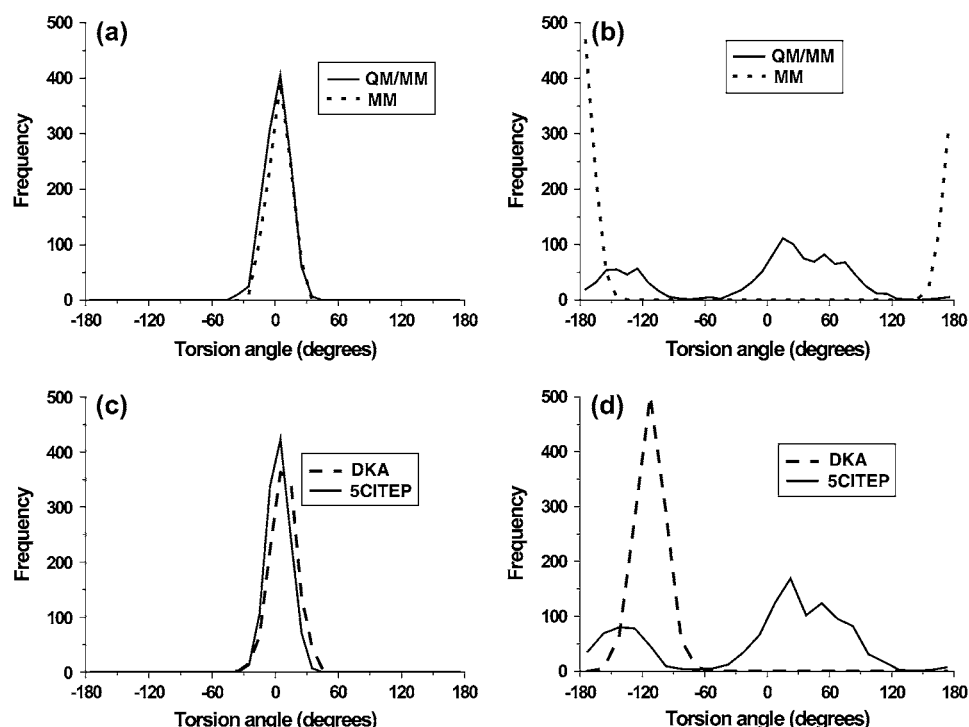 (a)
QM/MM
MM
500
400
300
200
100
0
Frequency
-180 -120 -60 0 60 120 180
Torsion angle (degrees)
(b)
QM/MM
MM
500
400
300
200
100
0
Frequency
-180 -120 -60 0 60 120 180
Torsion angle (degrees)
(c)
DKA
5CITEP
500
400
300
200
100
0
Frequency
-180 -120 -60 0 60 120 180
Torsion angle (degrees)
(d)
DKA
5CITEP
500
400
300
200
100
0
Frequency
-180 -120 -60 0 60 120 180
Torsion angle (degrees)